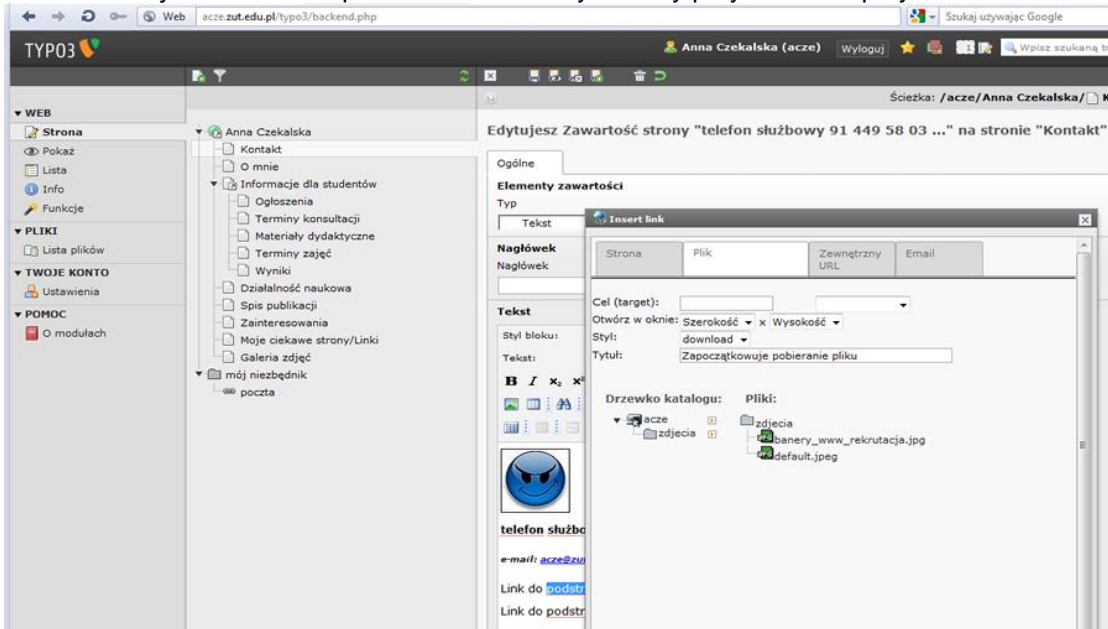 Web acze.zut.edu.pl/typo3/backend.php
Szukaj używając Google
TYPO3
Anna Czekalska (acze)
Wyloguj
Wpisz szukaną
Ścieżka: /acze/Anna Czekalska/
WEB
Strona
Pokaż
Lista
Info
Funkcje
PLIKI
Lista plików
TWOJE KONTO
Ustawienia
POMOC
O modułach
Anna Czekalska
Kontakt
O mnie
Informacje dla studentów
Ogłoszenia
Terminy konsultacji
Materiały dydaktyczne
Terminy zajęć
Wyniki
Działalność naukowa
Spis publikacji
Zainteresowania
Moje ciekawe strony/Linki
Galeria zdjęć
mój niezbędnik
poczta
Edytujesz Zawartość strony "telefon służbowy 91 449 58 03 ..." na stronie "Kontakt"
Ogólne
Elementy zawartości
Typ
Tekst
Nagłówek
Nagłówek
Tekst
Styl bloku:
Tekst:
B I x₂ x²
telefon służbo
e-mail: acze@zu
Link do podstr
Link do podstr
Insert link
Strona Plik Zewnętrzny URL Email
Cel (target):
Otwórz w oknie: Szerokość x Wysokość
Styl: download
Tytuł: Zapoczątkowuje pobieranie pliku
Drzewko katalogu: Pliki:
acze zdjecia
zdjecia banery_www_rekrutacja.jpg
default.jpeg